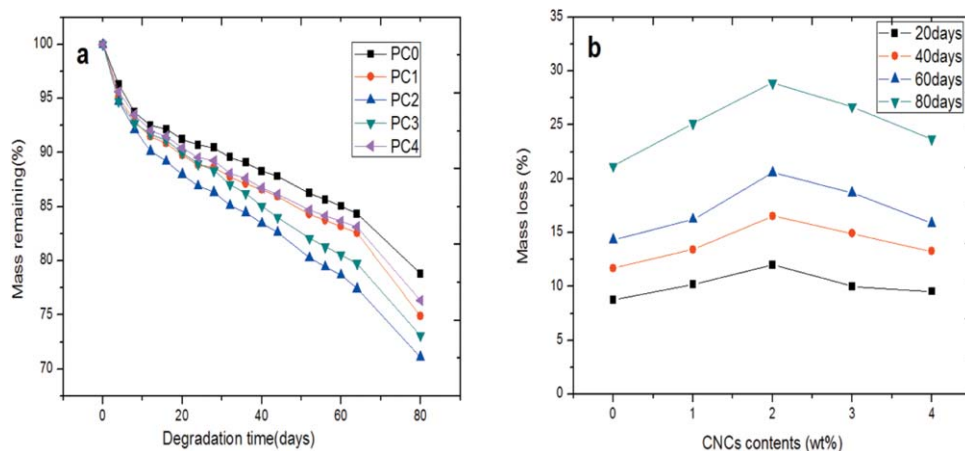 a
PC0
PC1
PC2
PC3
PC4
100
95
90
85
80
75
70
Mass remaining(%)
0 20 40 60 80
Degradation time(days)
b
20days
40days
60days
80days
35
30
25
20
15
10
5
0
Mass loss (%)
0 1 2 3 4
CNCs contents (wt%)